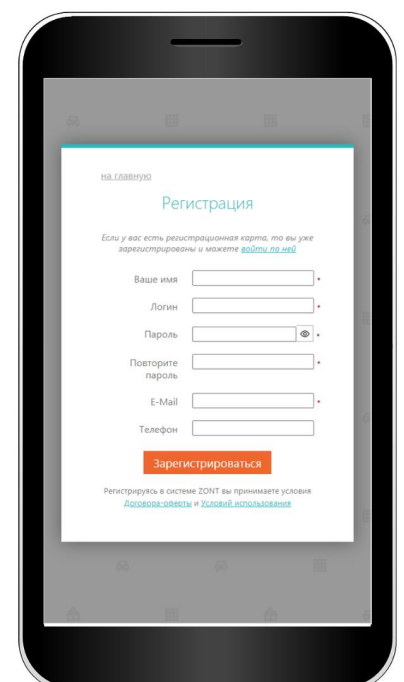 на главную
Регистрация
Если у вас есть регистрационная карта, то вы уже
зарегистрированы и можете войти по ней
Ваше имя *
Логин *
Пароль *
Повторите *
пароль
E-Mail *
Телефон
Зарегистрироваться
Регистрируясь в системе ZONT вы принимаете условия
Договора-оферты и Условий использования